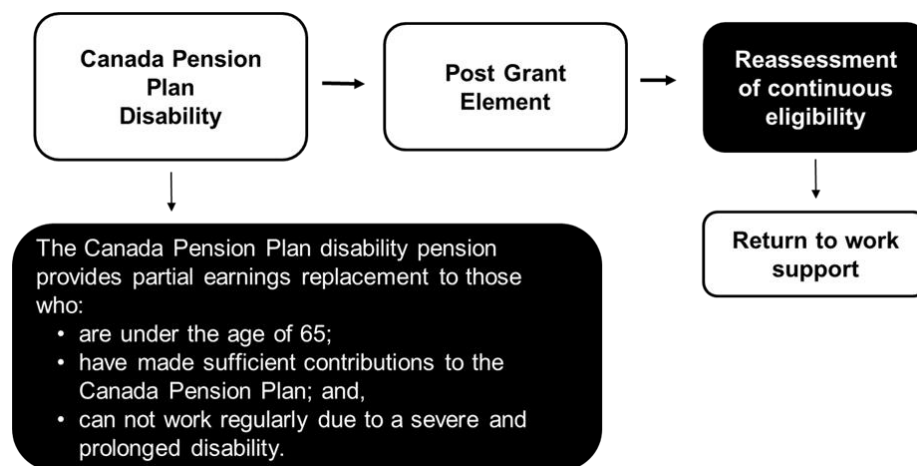 Canada Pension
Plan
Disability
Post Grant
Element
Reassessment
of continuous
eligibility
Return to work
support
The Canada Pension Plan disability pension
provides partial earnings replacement to those
who:
• are under the age of 65;
• have made sufficient contributions to the
Canada Pension Plan; and,
• can not work regularly due to a severe and
prolonged disability.